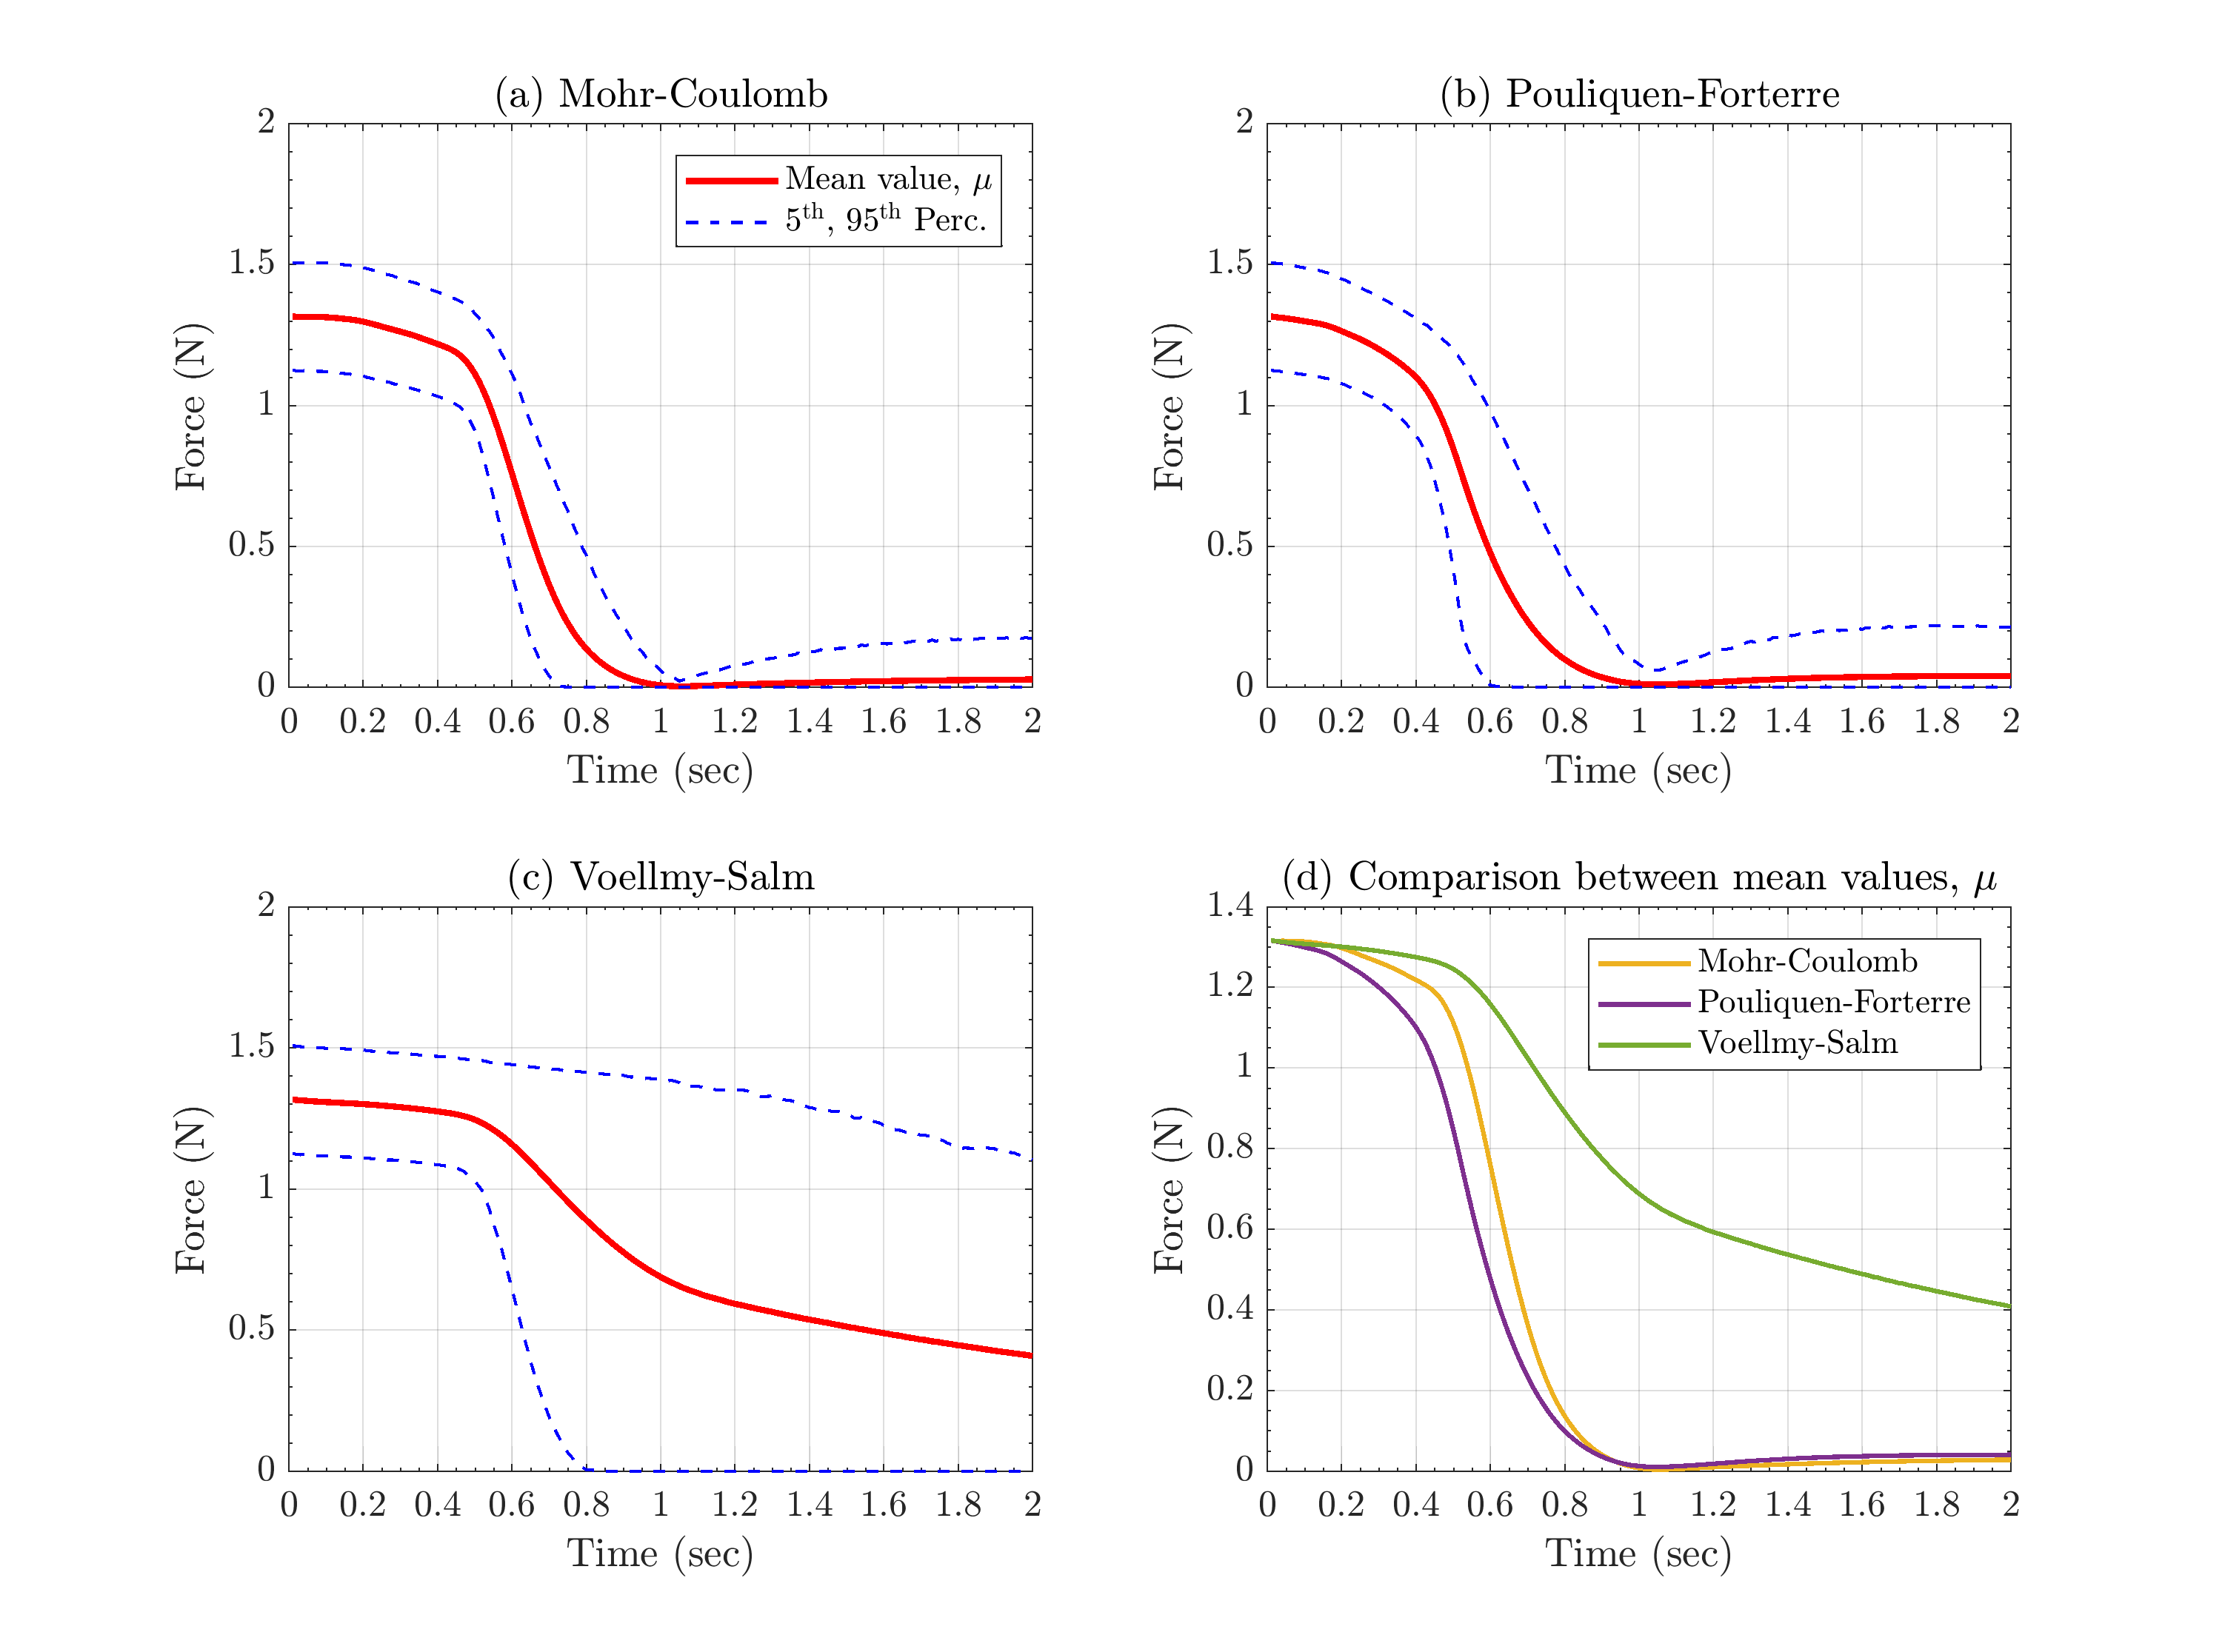 (a) Mohr-Coulomb
2
1.5
1
0.5
0
0 0.2 0.4 0.6 0.8 1 1.2 1.4 1.6 1.8 2
Force (N)
Time (sec)
Mean value, μ
5th, 95th Perc.
(b) Pouliquen-Forterre
2
1.5
1
0.5
0
0 0.2 0.4 0.6 0.8 1 1.2 1.4 1.6 1.8 2
Force (N)
Time (sec)
(c) Voellmy-Salm
2
1.5
1
0.5
0
0 0.2 0.4 0.6 0.8 1 1.2 1.4 1.6 1.8 2
Force (N)
Time (sec)
(d) Comparison between mean values, μ
1.4
1.2
1
0.8
0.6
0.4
0.2
0
0 0.2 0.4 0.6 0.8 1 1.2 1.4 1.6 1.8 2
Force (N)
Time (sec)
Mohr-Coulomb
Pouliquen-Forterre
Voellmy-Salm